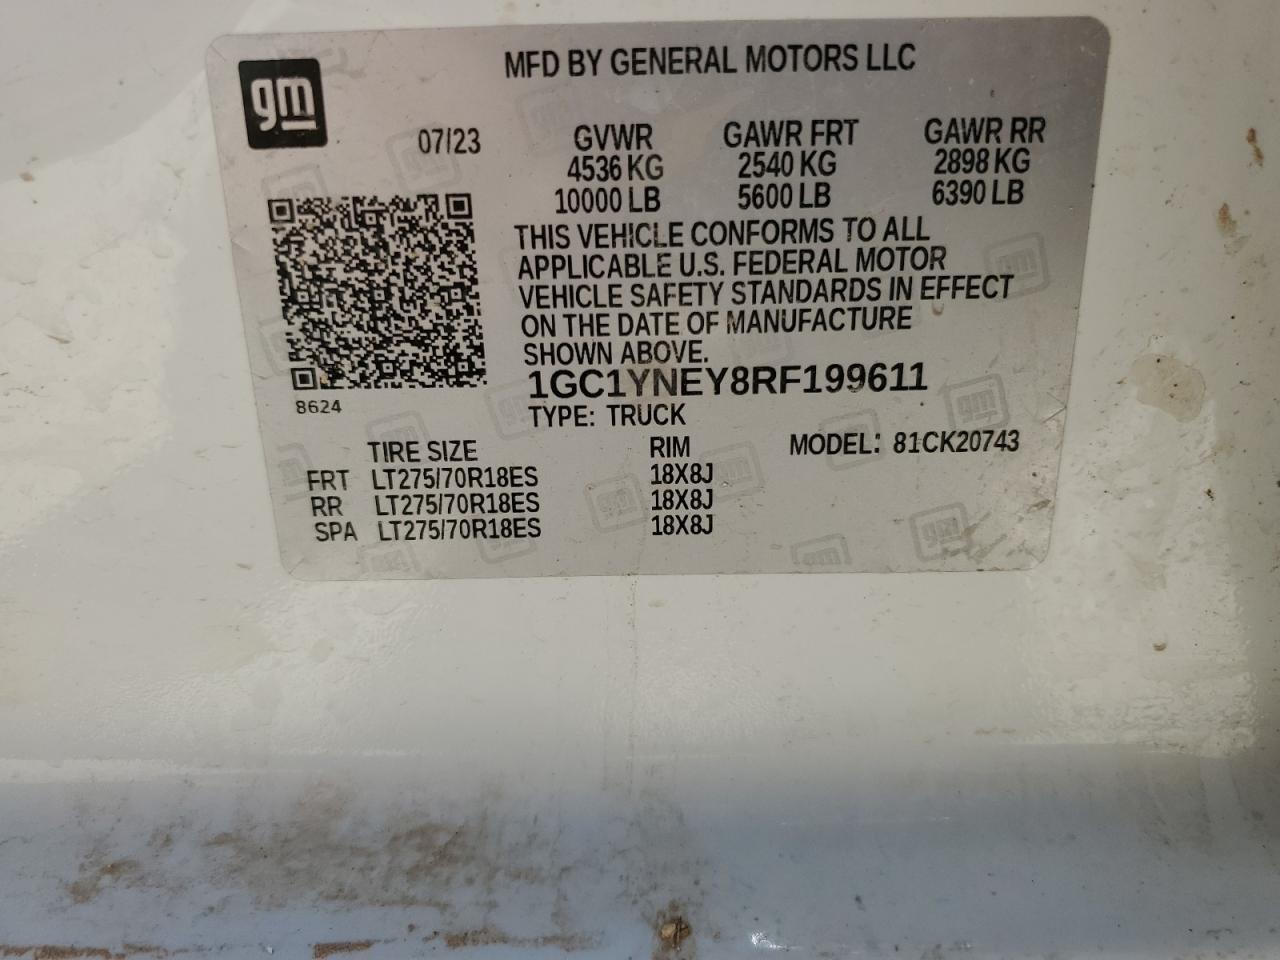 gm
MFD BY GENERAL MOTORS LLC
07/23
GVWR GAWR FRT GAWR RR
4536 KG 2540 KG 2898 KG
10000 LB 5600 LB 6390 LB
THIS VEHICLE CONFORMS TO ALL
APPLICABLE U.S. FEDERAL MOTOR
VEHICLE SAFETY STANDARDS IN EFFECT
ON THE DATE OF MANUFACTURE
SHOWN ABOVE.
1GC1YNEY8RF199611
8624
TYPE: TRUCK
TIRE SIZE RIM MODEL: 81CK20743
FRT LT275/70R18ES 18X8J
RR LT275/70R18ES 18X8J
SPA LT275/70R18ES 18X8J